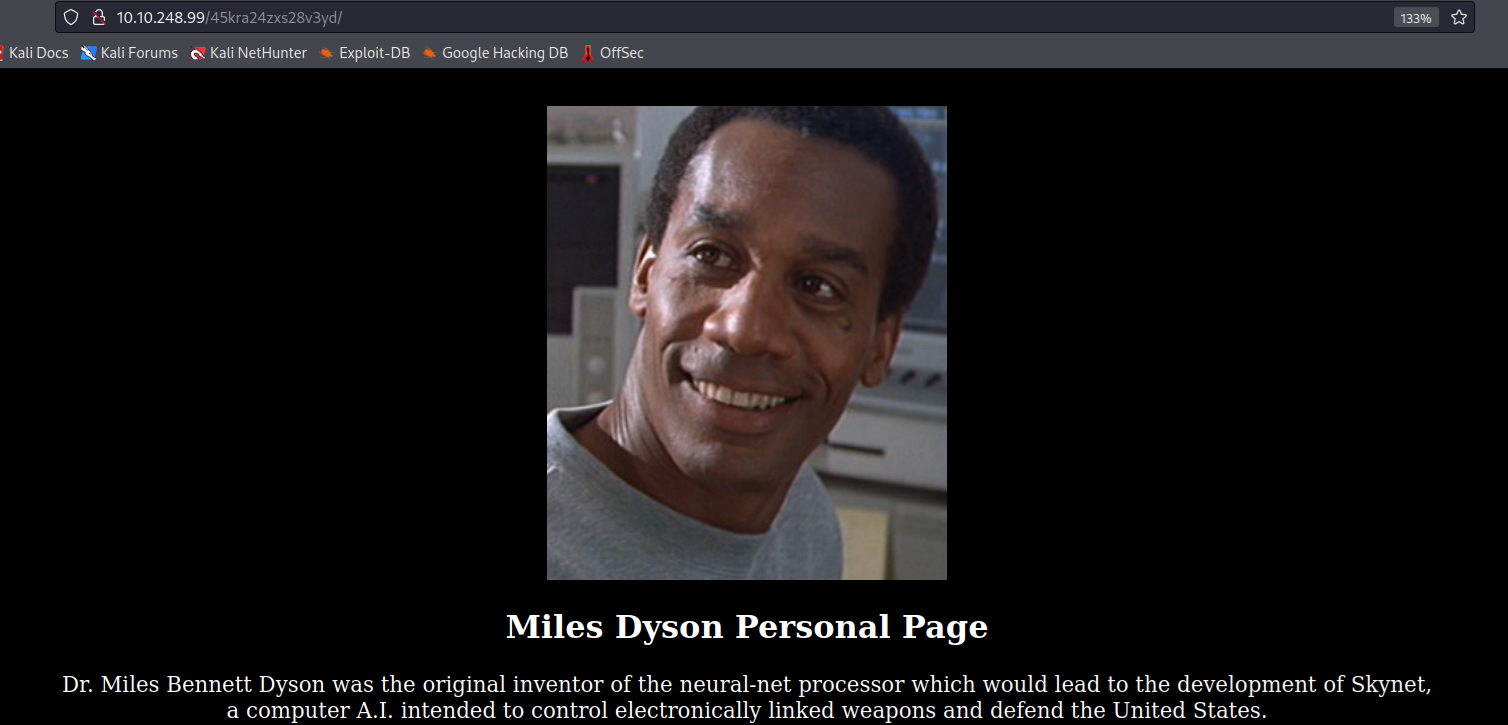 10.10.248.99/45kra24zxs28v3yd/
133%
Kali Docs Kali Forums Kali NetHunter Exploit-DB Google Hacking DB OffSec
Miles Dyson Personal Page
Dr. Miles Bennett Dyson was the original inventor of the neural-net processor which would lead to the development of Skynet,
a computer A.I. intended to control electronically linked weapons and defend the United States.